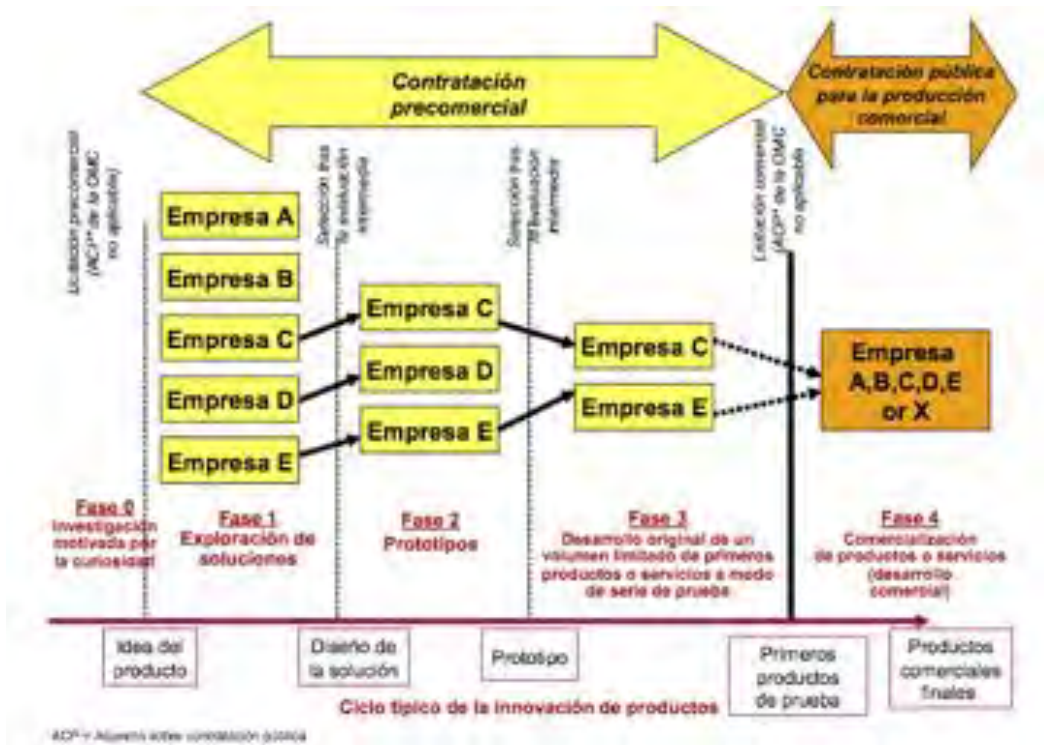 Contratación
precomercial
Contratación pública
para la producción
comercial
Licitación precomercial
(ACP* de la OMC
no aplicable)
Selección tras
la evaluación
intermedia
Selección tras
la evaluación
intermedia
Licitación comercial
(ACP* de la OMC
no aplicable)
Empresa A
Empresa B
Empresa C
Empresa D
Empresa E
Empresa C
Empresa D
Empresa E
Empresa C
Empresa E
Empresa
A,B,C,D,E
or X
Fase 0
Investigación
motivada por
la curiosidad
Fase 1
Exploración de
soluciones
Fase 2
Prototipos
Fase 3
Desarrollo original de un
volumen limitado de primeros
productos o servicios a modo
de serie de prueba
Fase 4
Comercialización
de productos o servicios
(desarrollo
comercial)
Idea del
producto
Diseño de
la solución
Prototipo
Primeros
productos
de prueba
Productos
comerciales
finales
Ciclo típico de la innovación de productos
sobre contratación pública